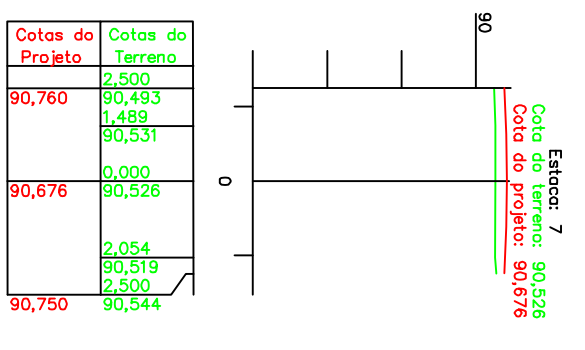 Cotas do Projeto
Cotas do Terreno
2,500
90,760 90,493
1,489
90,531
0,000
90,676 90,526
2,054
90,519
2,500
90,750 90,544
0
90
Estaca: 7
Cota do terreno: 90,526
Cota do projeto: 90,676